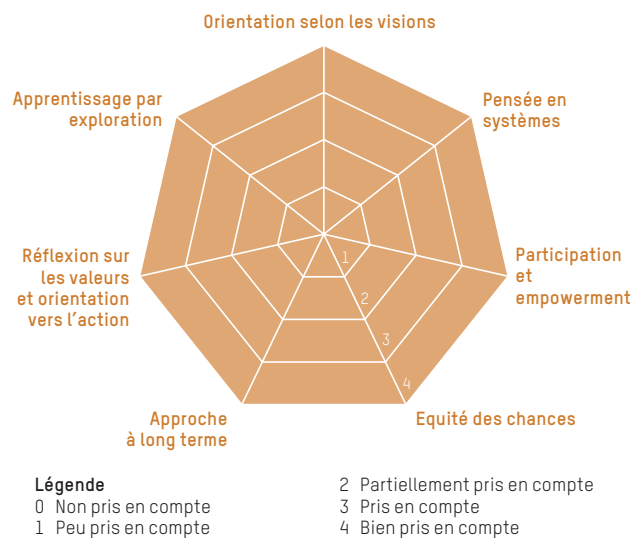 Orientation selon les visions
Apprentissage par
exploration
Pensée en
systèmes
Réflexion sur
les valeurs
et orientation
vers l’action
Participation
et
empowerment
1
2
3
4
Approche
à long terme
Equité des chances
Légende
0 Non pris en compte
1 Peu pris en compte
2 Partiellement pris en compte
3 Pris en compte
4 Bien pris en compte